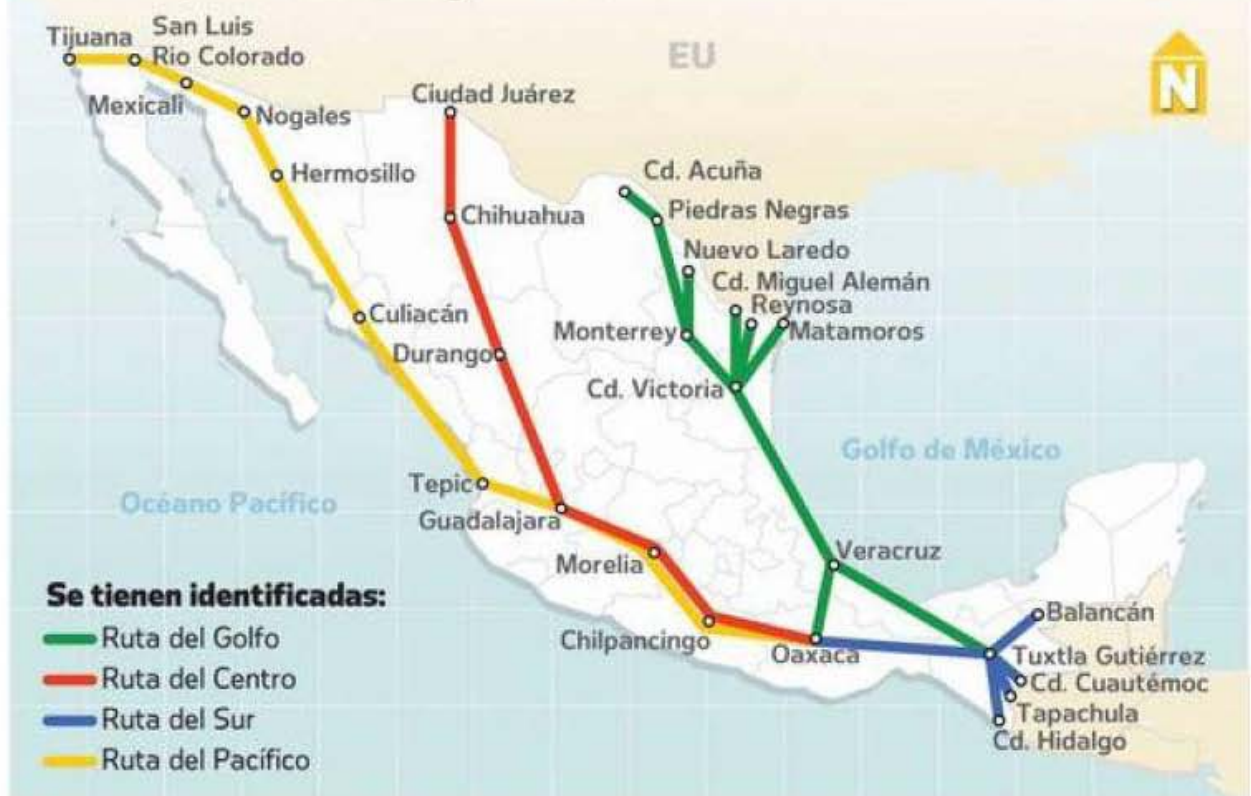 San Luis
Tijuana
Rio Colorado
EU
N
Mexicali
Ciudad Juárez
Nogales
Hermosillo
Cd. Acuña
Piedras Negras
Chihuahua
Nuevo Laredo
Cd. Miguel Alemán
Reynosa
Culiacán
Monterrey
Matamoros
Durango
Cd. Victoria
Golfo de México
Tepic
Océano Pacífico
Guadalajara
Morelia
Veracruz
Se tienen identificadas:
Ruta del Golfo
Ruta del Centro
Ruta del Sur
Ruta del Pacífico
Chilpancingo
Oaxaca
Balancán
Tuxtla Gutiérrez
Cd. Cuautémoc
Tapachula
Cd. Hidalgo